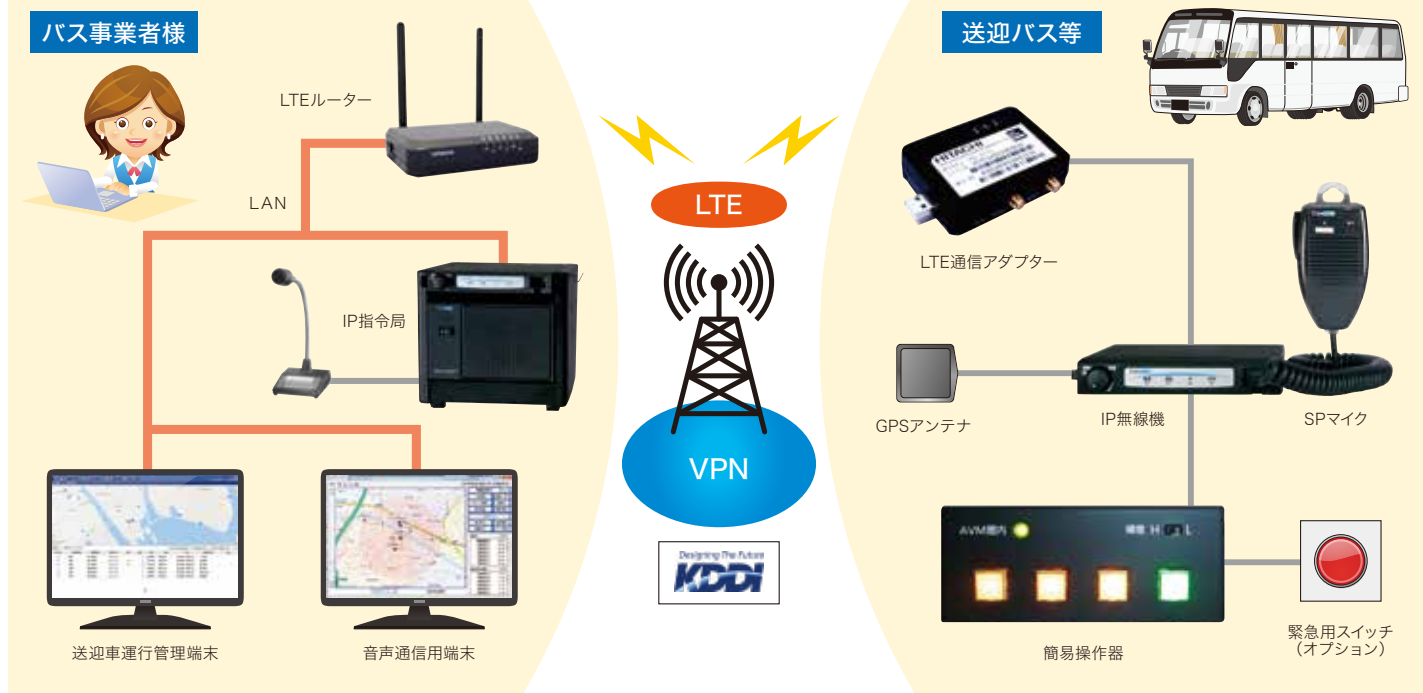 バス事業者様
LTEルーター
LAN
IP指令局
送迎車運行管理端末
音声通信用端末
LTE
VPN
Designing The Future
KDDI
送迎バス等
HITACHI
LTE通信アダプター
GPSアンテナ
IP無線機
SPマイク
AVM圏内
H
L
簡易操作器
緊急用スイッチ
（オプション）